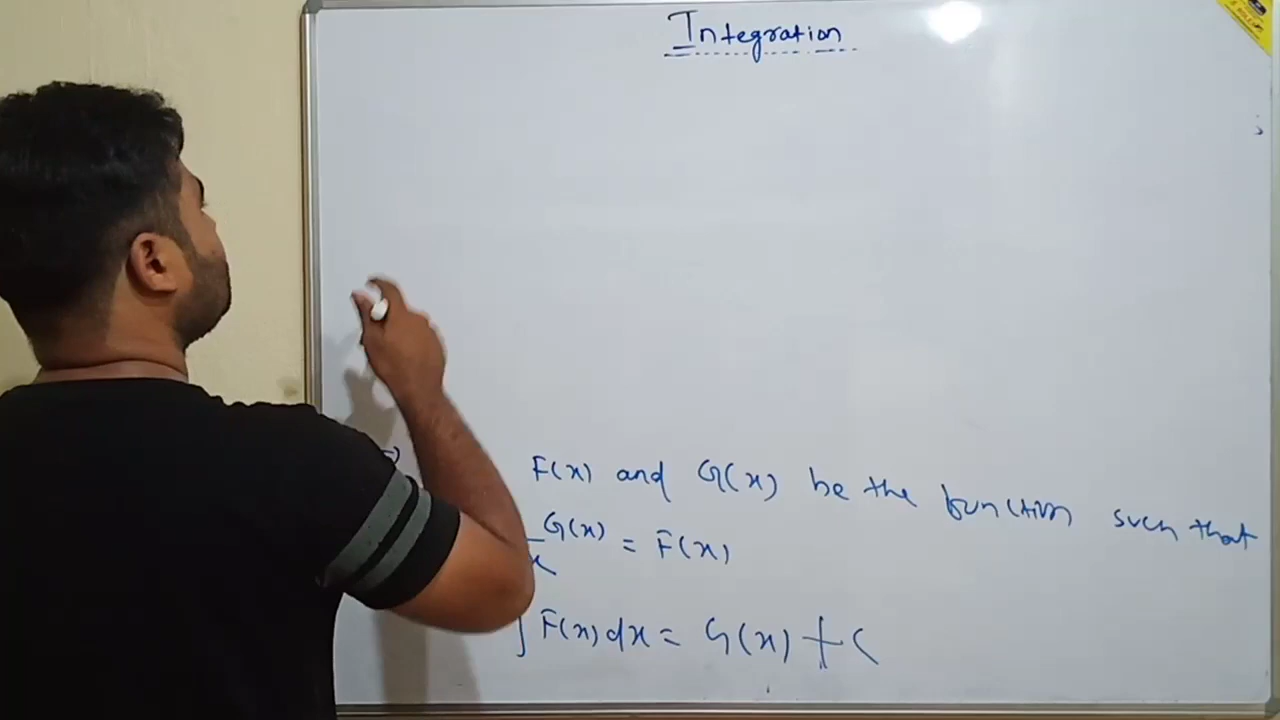 Integration
F(x) and G(x) be the function such that
G(x) = F(x)
x
∫ F(x) dx = G(x) + C